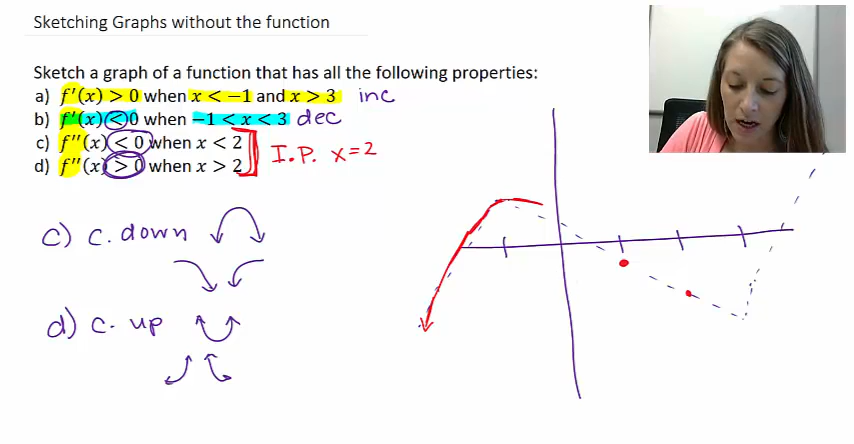 Sketching Graphs without the function
Sketch a graph of a function that has all the following properties:
a) f′(x) > 0 when x < −1 and x > 3 inc
b) f′(x) < 0 when −1 < x < 3 dec
c) f″(x) < 0 when x < 2
d) f″(x) > 0 when x > 2
I.P. x=2
c) c. down
d) c. up